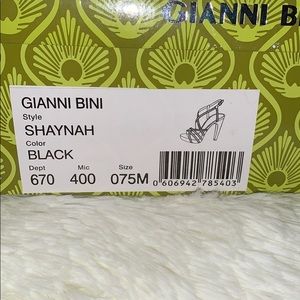 GIANNI BI
GIANNI BINI
Style
SHAYNAH
Color
BLACK
Dept Mic Size
670 400 075M
0 606942 785403